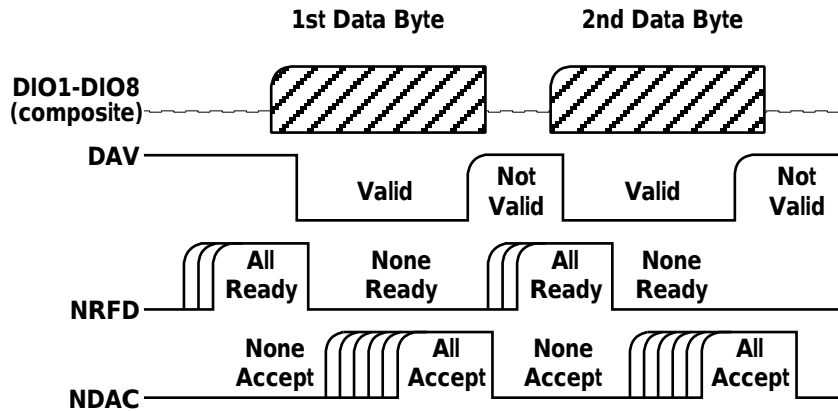 1st Data Byte 2nd Data Byte
DIO1-DIO8
(composite)
DAV
Valid
Not
Valid
Valid
Not
Valid
NRFD
All
Ready
None
Ready
All
Ready
None
Ready
NDAC
None
Accept
All
Accept
None
Accept
All
Accept